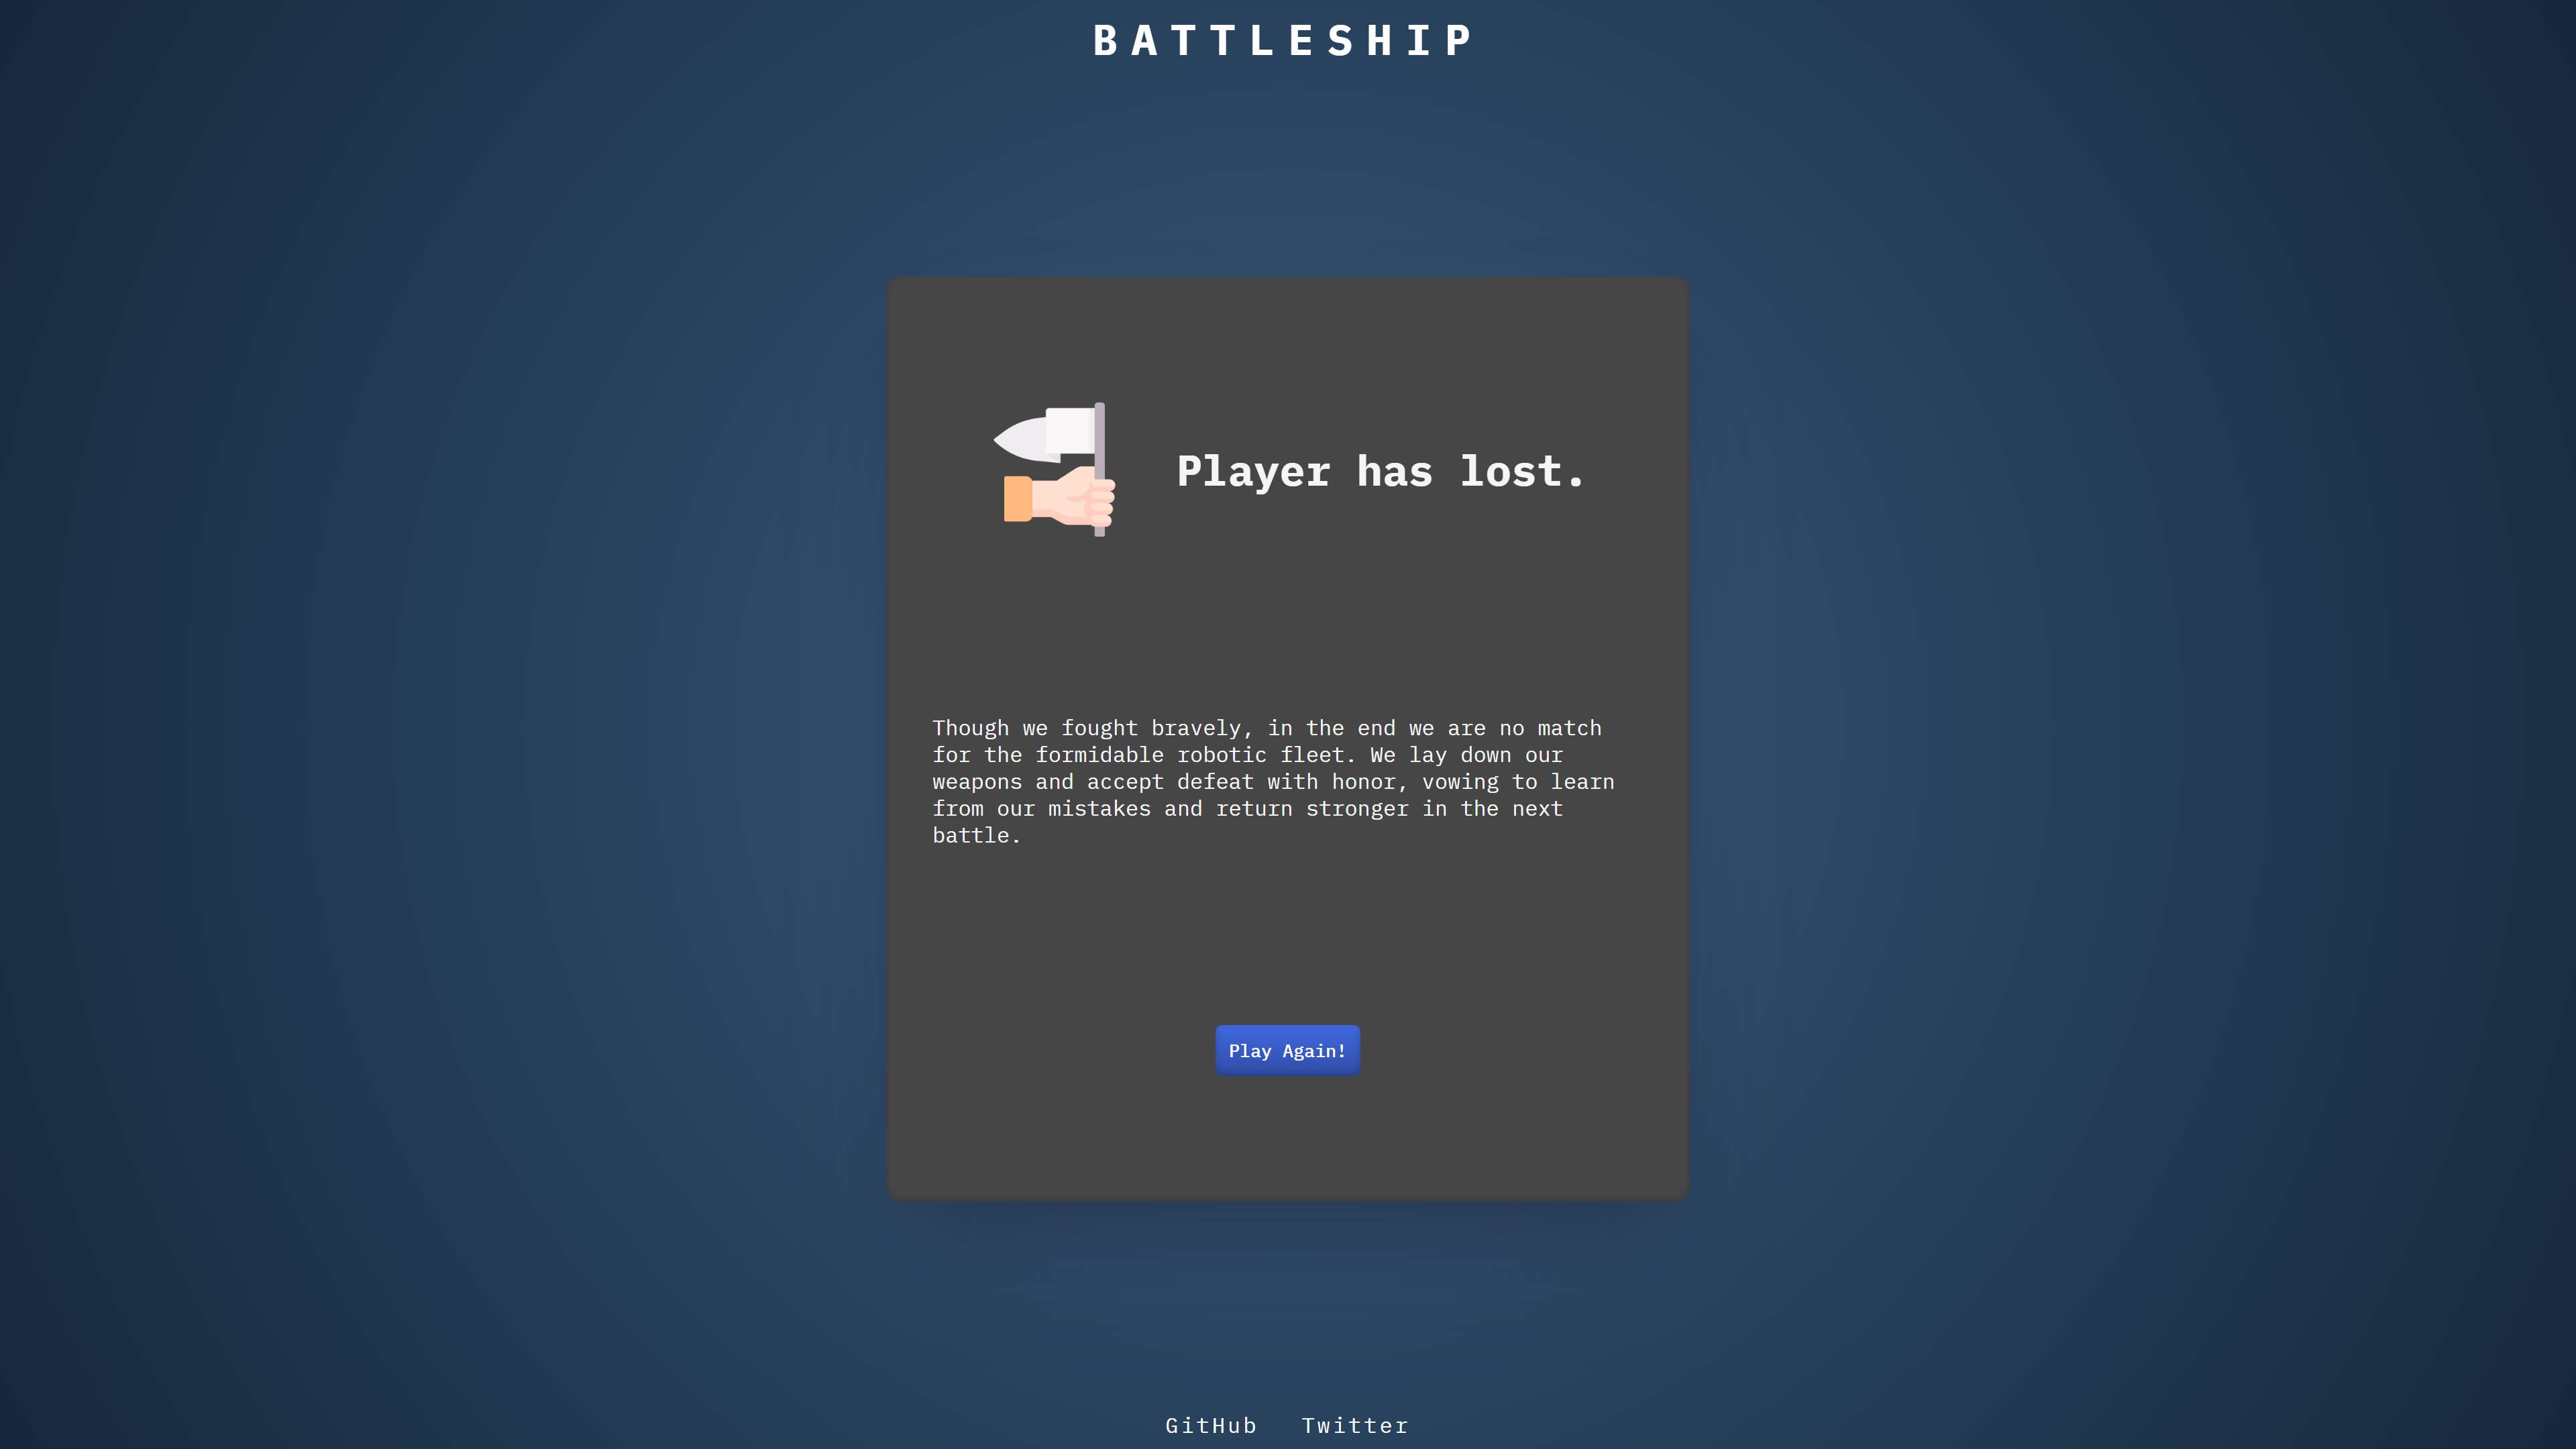 BATTLESHIP
Player has lost.
Though we fought bravely, in the end we are no match
for the formidable robotic fleet. We lay down our
weapons and accept defeat with honor, vowing to learn
from our mistakes and return stronger in the next
battle.
Play Again!
GitHub Twitter